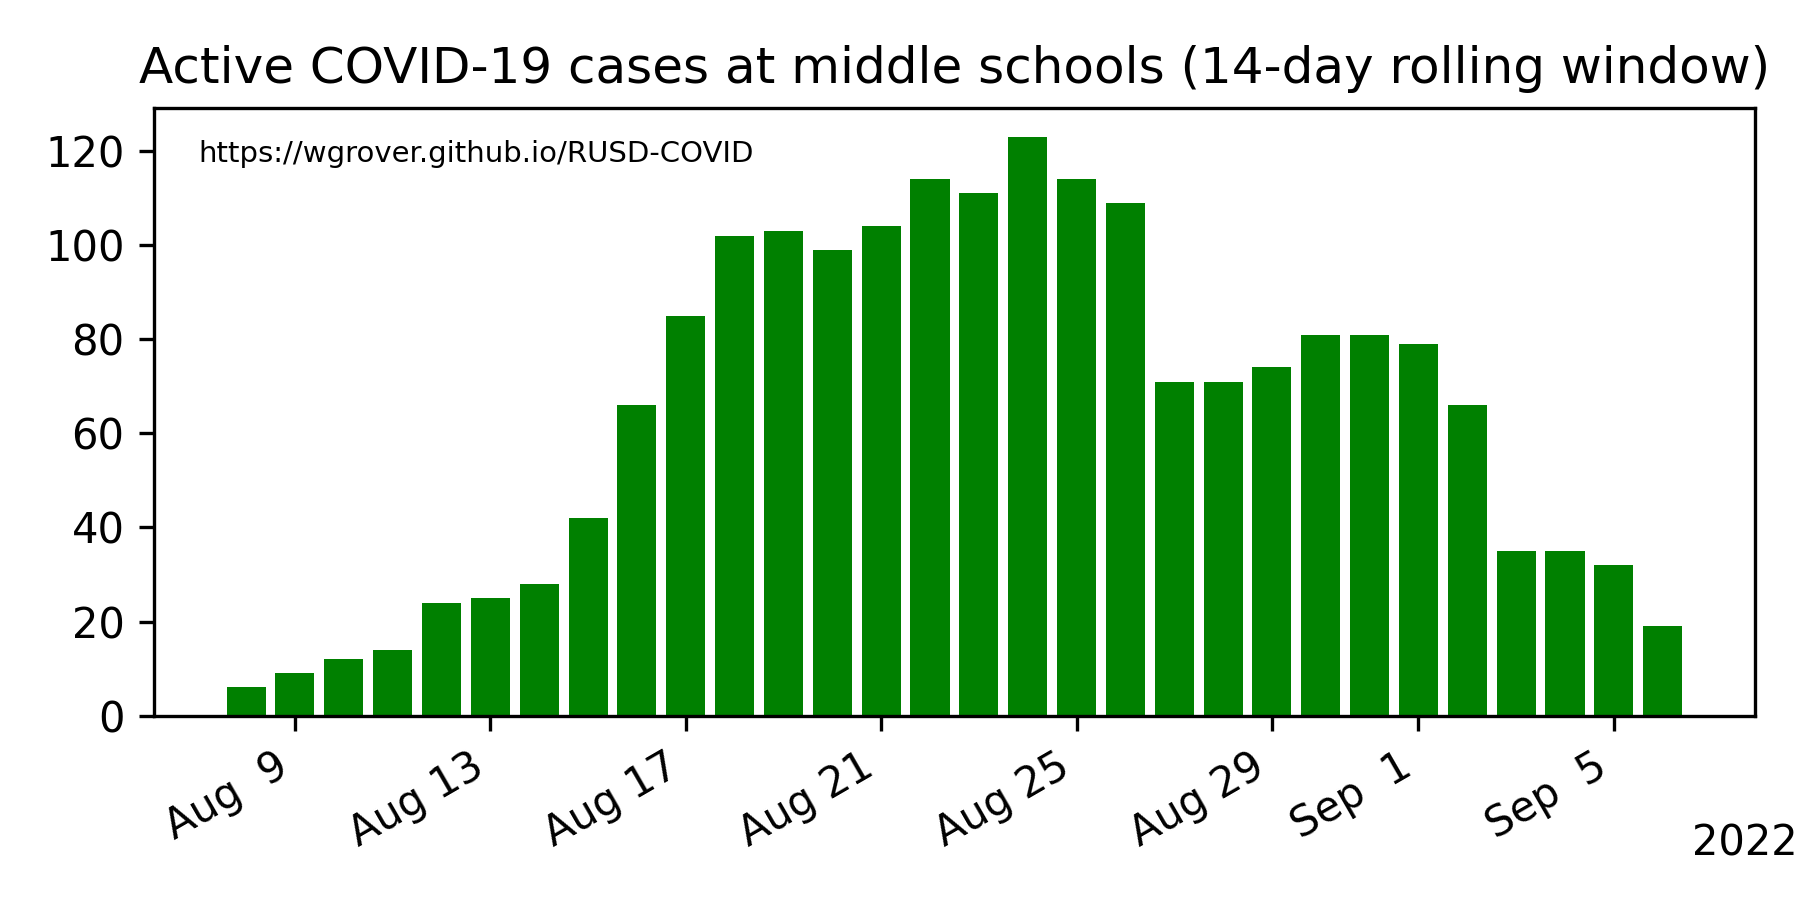 Active COVID-19 cases at middle schools (14-day rolling window)
https://wgrover.github.io/RUSD-COVID
120
100
80
60
40
20
0
Aug 9 Aug 13 Aug 17 Aug 21 Aug 25 Aug 29 Sep 1 Sep 5
2022